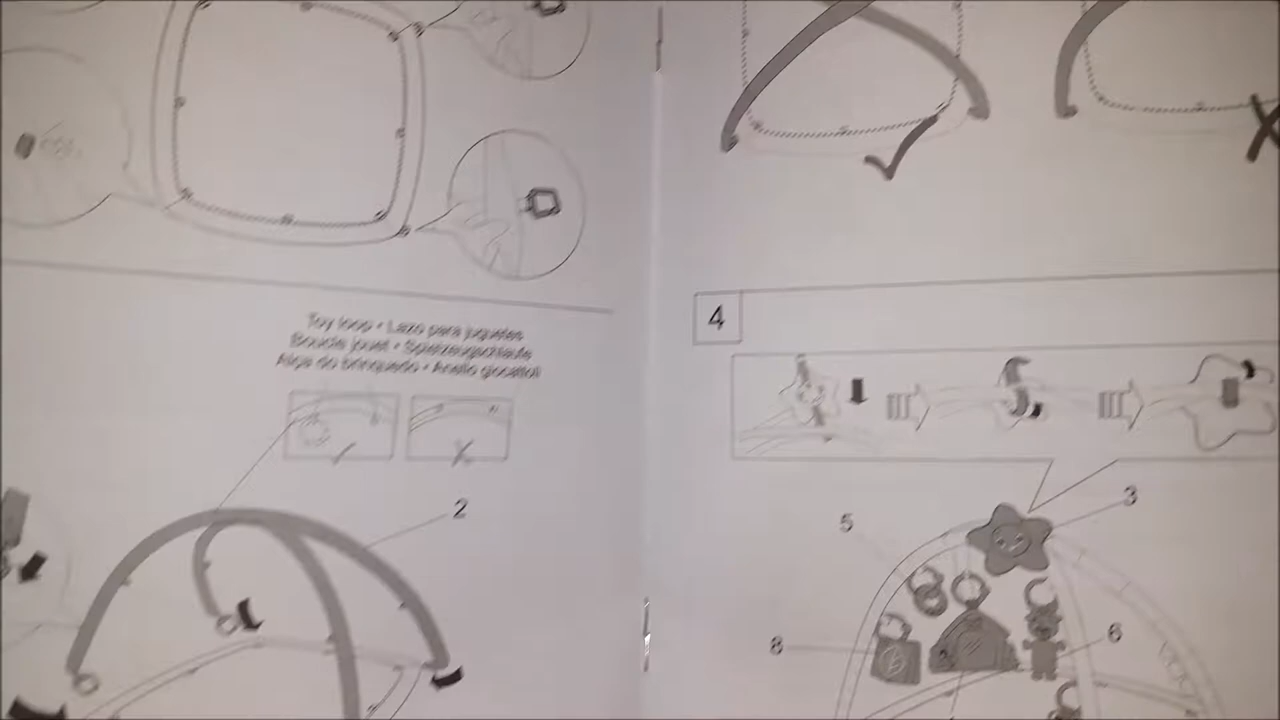 Toy loop • Lazo para juguetes
Boucle jouet • Spielzeugschlaufe
Alça do brinquedo • Anello giocattoli
2
4
3
5
8
6